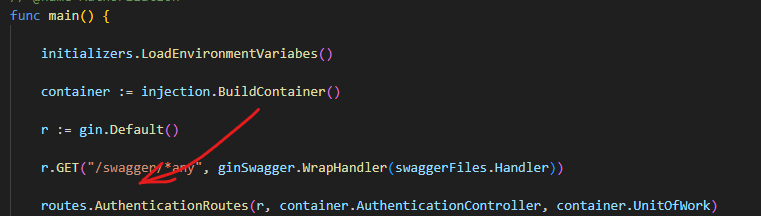 func main() {
initializers.LoadEnvironmentVariabes()
container := injection.BuildContainer()
r := gin.Default()
r.GET("/swagger/*any", ginSwagger.WrapHandler(swaggerFiles.Handler))
routes.AuthenticationRoutes(r, container.AuthenticationController, container.UnitOfWork)